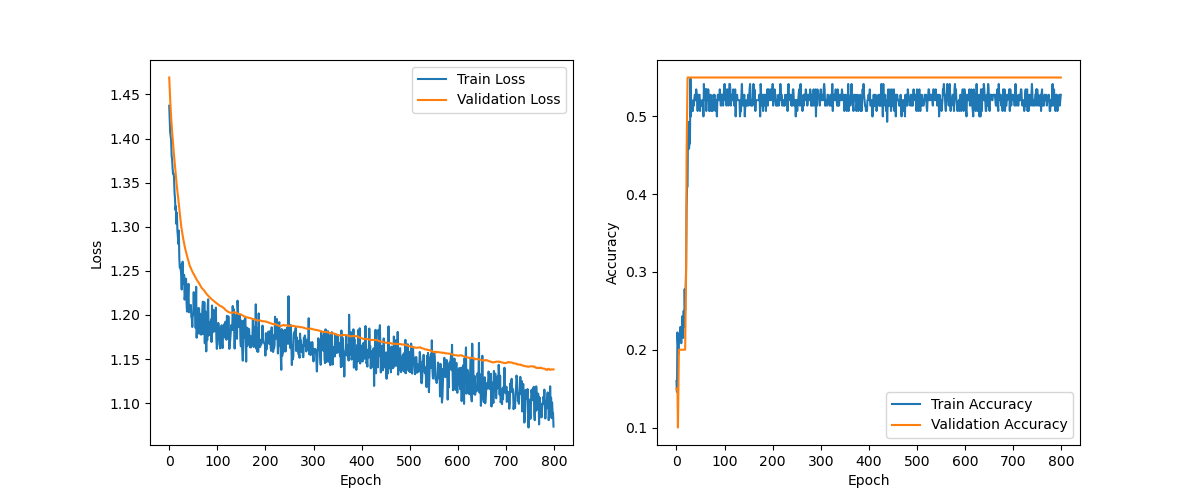 Train Loss
Validation Loss
1.45
1.40
1.35
1.30
1.25
1.20
1.15
1.10
Loss
0 100 200 300 400 500 600 700 800
Epoch
0.5
0.4
0.3
0.2
0.1
Accuracy
Train Accuracy
Validation Accuracy
0 100 200 300 400 500 600 700 800
Epoch